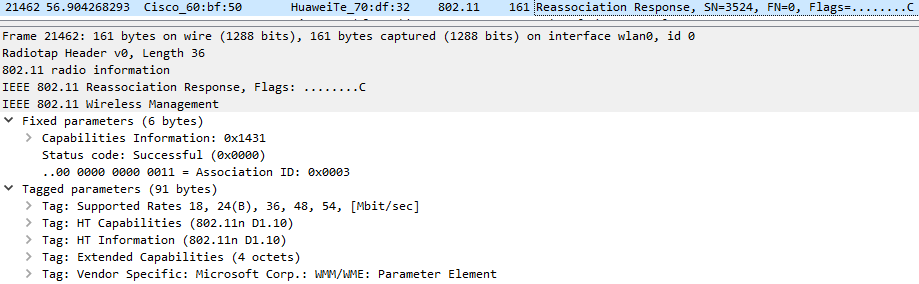 21462 56.904268293 Cisco_60:bf:50 HuaweiTe_70:df:32 802.11 161 Reassociation Response, SN=3524, FN=0, Flags=........C
Frame 21462: 161 bytes on wire (1288 bits), 161 bytes captured (1288 bits) on interface wlan0, id 0
Radiotap Header v0, Length 36
802.11 radio information
IEEE 802.11 Reassociation Response, Flags: ........C
IEEE 802.11 Wireless Management
Fixed parameters (6 bytes)
Capabilities Information: 0x1431
Status code: Successful (0x0000)
..00 0000 0000 0011 = Association ID: 0x0003
Tagged parameters (91 bytes)
Tag: Supported Rates 18, 24(B), 36, 48, 54, [Mbit/sec]
Tag: HT Capabilities (802.11n D1.10)
Tag: HT Information (802.11n D1.10)
Tag: Extended Capabilities (4 octets)
Tag: Vendor Specific: Microsoft Corp.: WMM/WME: Parameter Element